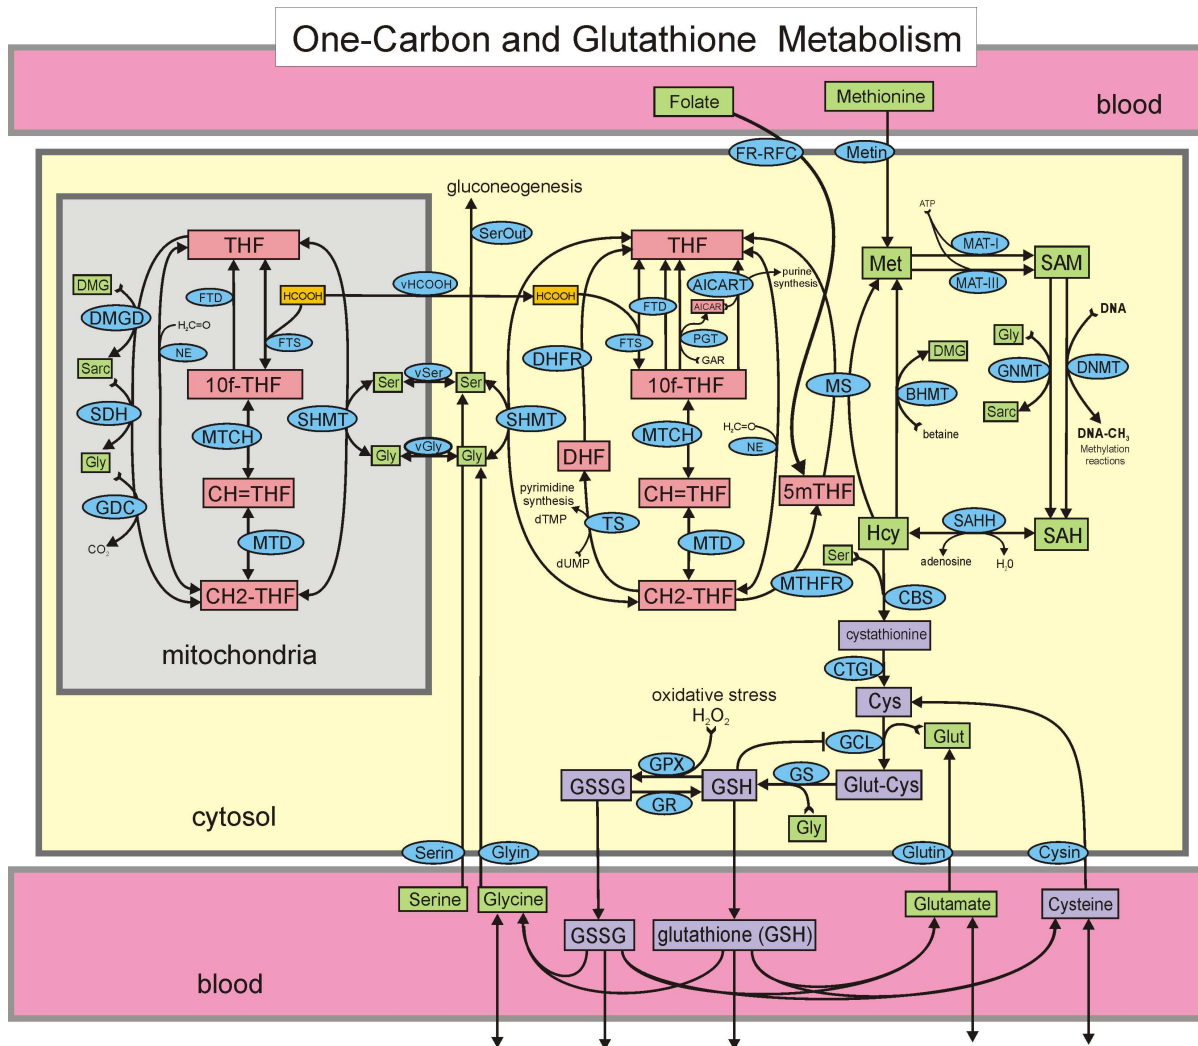 One-Carbon and Glutathione Metabolism
Folate
Methionine
blood
FR-RFC
Metin
gluconeogenesis
SerOut
THF
DMG
DMGD
FTD
H2C=O
NE
HCOOH
FTS
Sarc
10f-THF
SDH
MTCH
SHMT
Gly
GDC
CH=THF
CO2
MTD
CH2-THF
mitochondria
vHCOOH
HCOOH
Ser
vSer
Ser
Gly
vGly
Gly
SHMT
THF
DHFR
FTS
FTD
AICART
AICAR
purine
synthesis
PGT
GAR
10f-THF
MTCH
H2C=O
NE
DHF
CH=THF
pyrimidine
synthesis
dTMP
TS
dUMP
MTD
CH2-THF
5mTHF
MS
MTHFR
ATP
MAT-I
Met
SAM
MAT-III
DNA
Gly
GNMT
DNMT
Sarc
DNA-CH3
Methylation
reactions
DMG
BHMT
betaine
Hcy
SAHH
SAH
adenosine
H20
Ser
CBS
cystathionine
CTGL
Cys
oxidative stress
H2O2
GCL
Glut
GPX
GSSG
GSH
GS
Glut-Cys
GR
Gly
cytosol
Serin
Glyin
Glutin
Cysin
Serine
Glycine
Glutamate
Cysteine
GSSG
glutathione (GSH)
blood